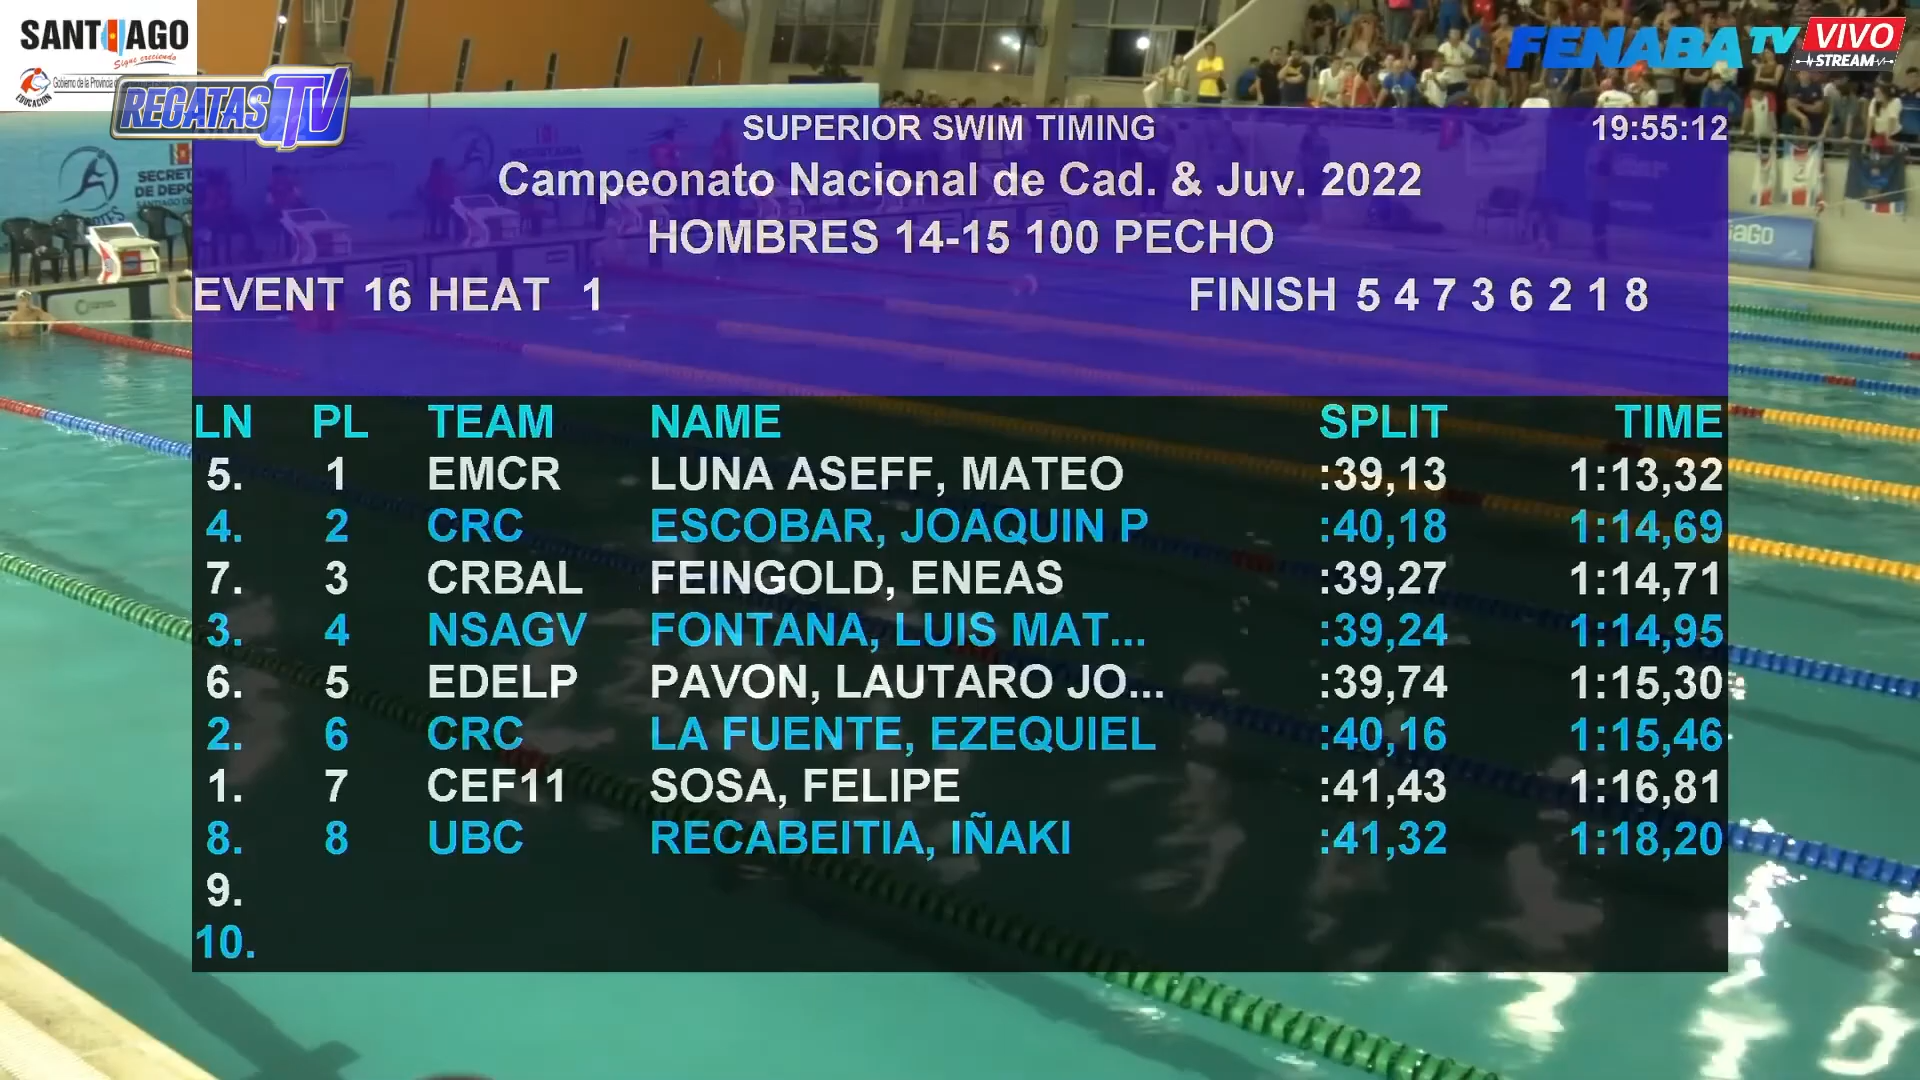 SANTIAGO
Sigue creciendo
EDUCACIÓN
REGATAS TV
FENABA TV VIVO
STREAM
SECRET
DE DEPO
SUPERIOR SWIM TIMING 19:55:12
Campeonato Nacional de Cad. & Juv. 2022
HOMBRES 14-15 100 PECHO
EVENT 16 HEAT 1 FINISH 5 4 7 3 6 2 1 8
LN PL TEAM NAME SPLIT TIME
5. 1 EMCR LUNA ASEFF, MATEO :39,13 1:13,32
4. 2 CRC ESCOBAR, JOAQUIN P :40,18 1:14,69
7. 3 CRBAL FEINGOLD, ENEAS :39,27 1:14,71
3. 4 NSAGV FONTANA, LUIS MAT... :39,24 1:14,95
6. 5 EDELP PAVON, LAUTARO JO... :39,74 1:15,30
2. 6 CRC LA FUENTE, EZEQUIEL :40,16 1:15,46
1. 7 CEF11 SOSA, FELIPE :41,43 1:16,81
8. 8 UBC RECABEITIA, IÑAKI :41,32 1:18,20
9.
10.